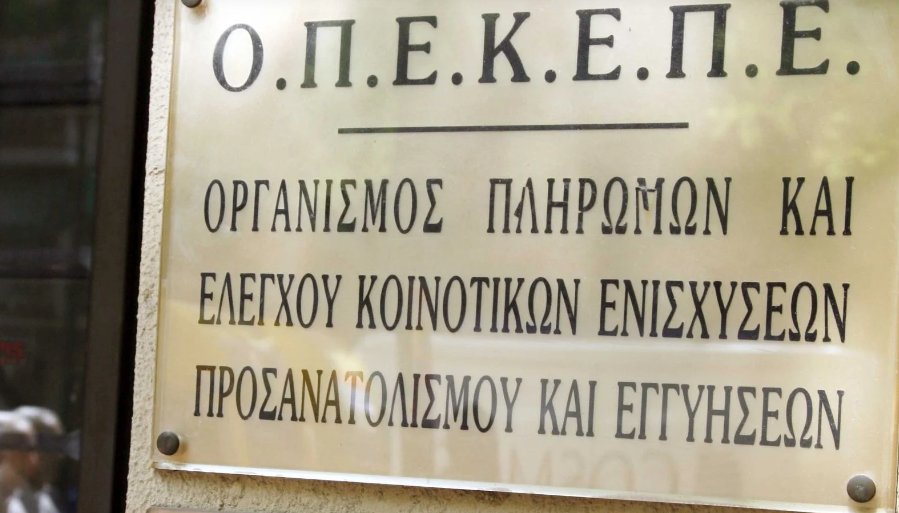 Ο.Π.Ε.Κ.Ε.Π.Ε.
ΟΡΓΑΝΙΣΜΟΣ ΠΛΗΡΩΜΩΝ ΚΑΙ
ΕΛΕΓΧΟΥ ΚΟΙΝΟΤΙΚΩΝ ΕΝΙΣΧΥΣΕΩΝ
ΠΡΟΣΑΝΑΤΟΛΙΣΜΟΥ ΚΑΙ ΕΓΓΥΗΣΕΩΝ